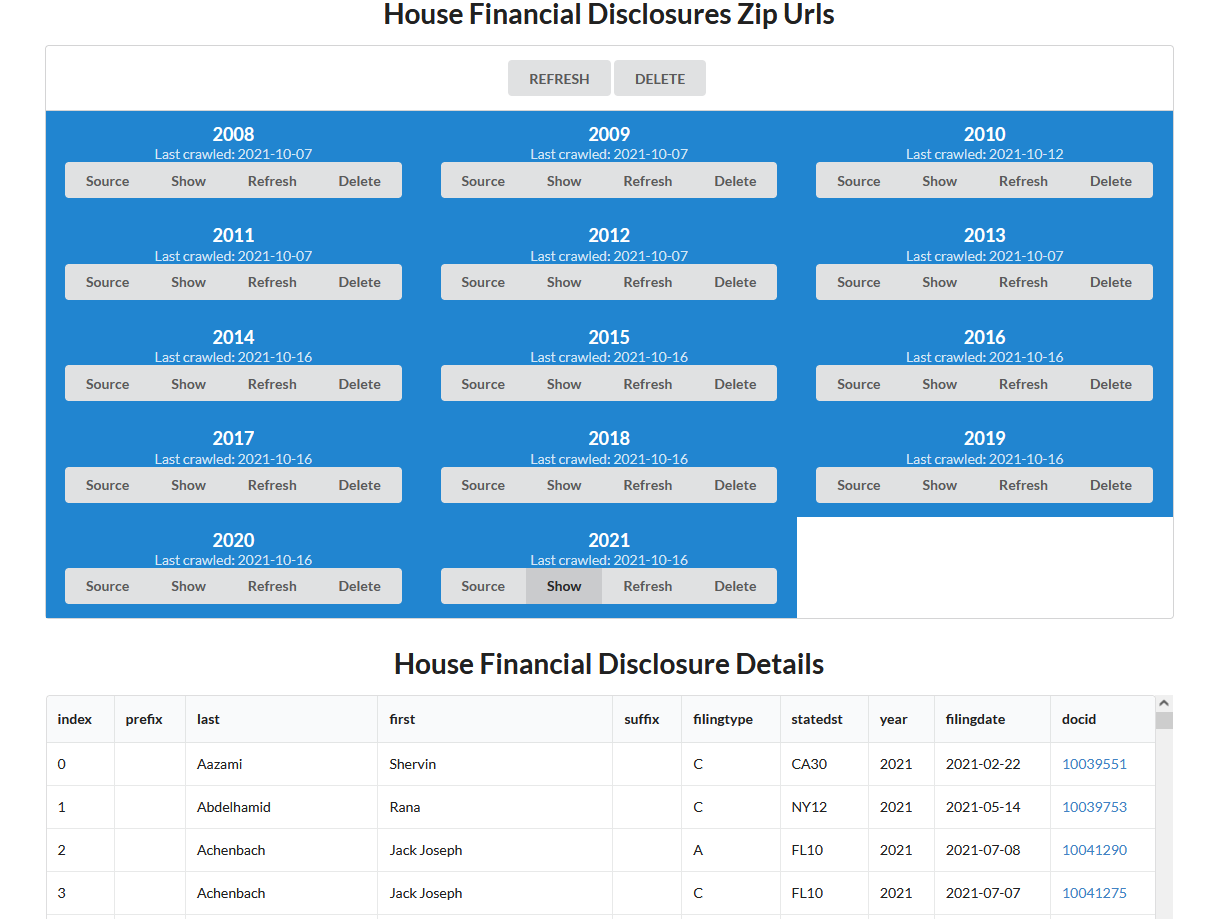 House Financial Disclosures Zip Urls
REFRESH DELETE
2008 2009 2010
Last crawled: 2021-10-07 Last crawled: 2021-10-07 Last crawled: 2021-10-12
Source Show Refresh Delete Source Show Refresh Delete Source Show Refresh Delete
2011 2012 2013
Last crawled: 2021-10-07 Last crawled: 2021-10-07 Last crawled: 2021-10-07
Source Show Refresh Delete Source Show Refresh Delete Source Show Refresh Delete
2014 2015 2016
Last crawled: 2021-10-16 Last crawled: 2021-10-16 Last crawled: 2021-10-16
Source Show Refresh Delete Source Show Refresh Delete Source Show Refresh Delete
2017 2018 2019
Last crawled: 2021-10-16 Last crawled: 2021-10-16 Last crawled: 2021-10-16
Source Show Refresh Delete Source Show Refresh Delete Source Show Refresh Delete
2020 2021
Last crawled: 2021-10-16 Last crawled: 2021-10-16
Source Show Refresh Delete Source Show Refresh Delete
House Financial Disclosure Details
index prefix last first suffix filingtype statedst year filingdate docid
0 Aazami Shervin C CA30 2021 2021-02-22 10039551
1 Abdelhamid Rana C NY12 2021 2021-05-14 10039753
2 Achenbach Jack Joseph A FL10 2021 2021-07-08 10041290
3 Achenbach Jack Joseph C FL10 2021 2021-07-07 10041275